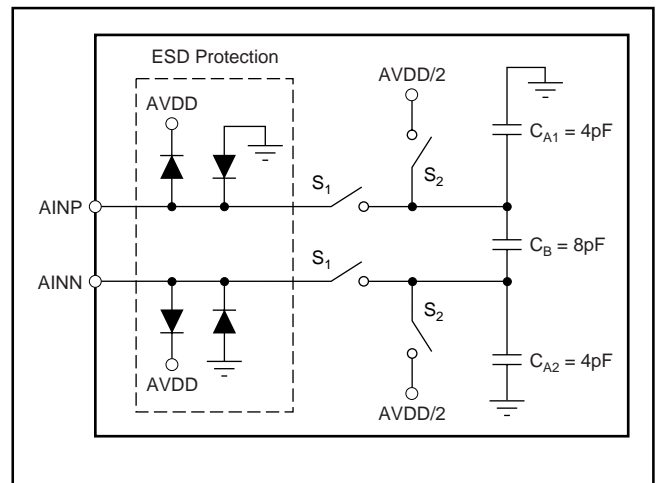 ESD Protection
AVDD
AVDD/2
C_A1 = 4pF
S_1
S_2
AINP
C_B = 8pF
S_1
AINN
S_2
C_A2 = 4pF
AVDD
AVDD/2